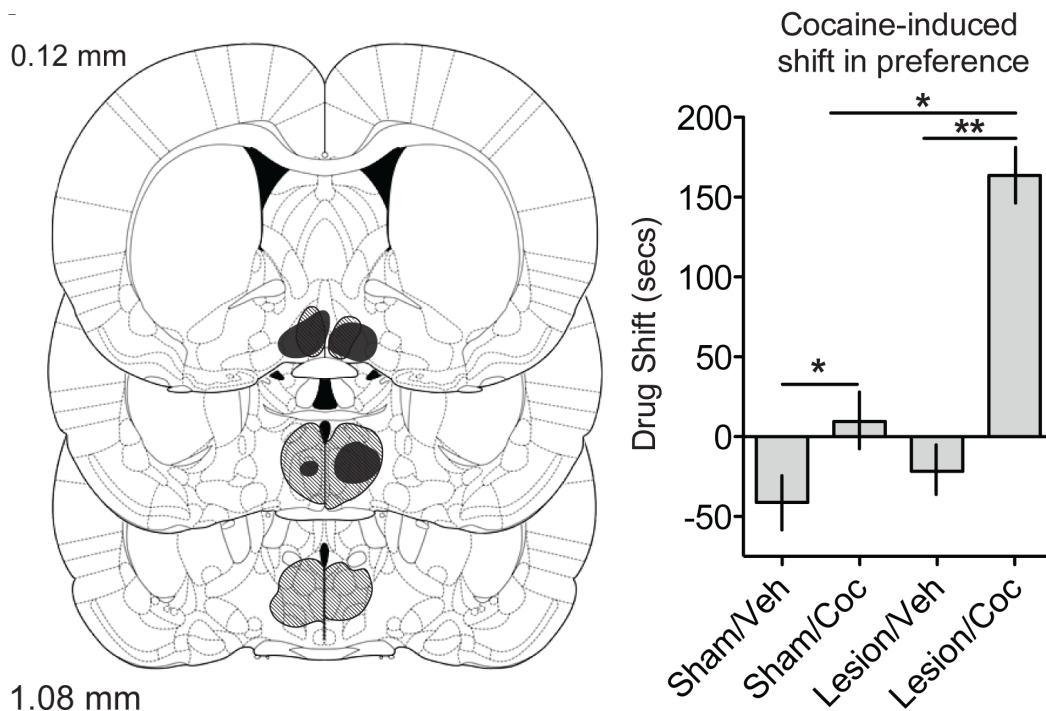 0.12 mm
1.08 mm
Cocaine-induced
shift in preference
Drug Shift (secs)
200
150
100
50
0
-50
*
**
*
Sham/Veh
Sham/Coc
Lesion/Veh
Lesion/Coc